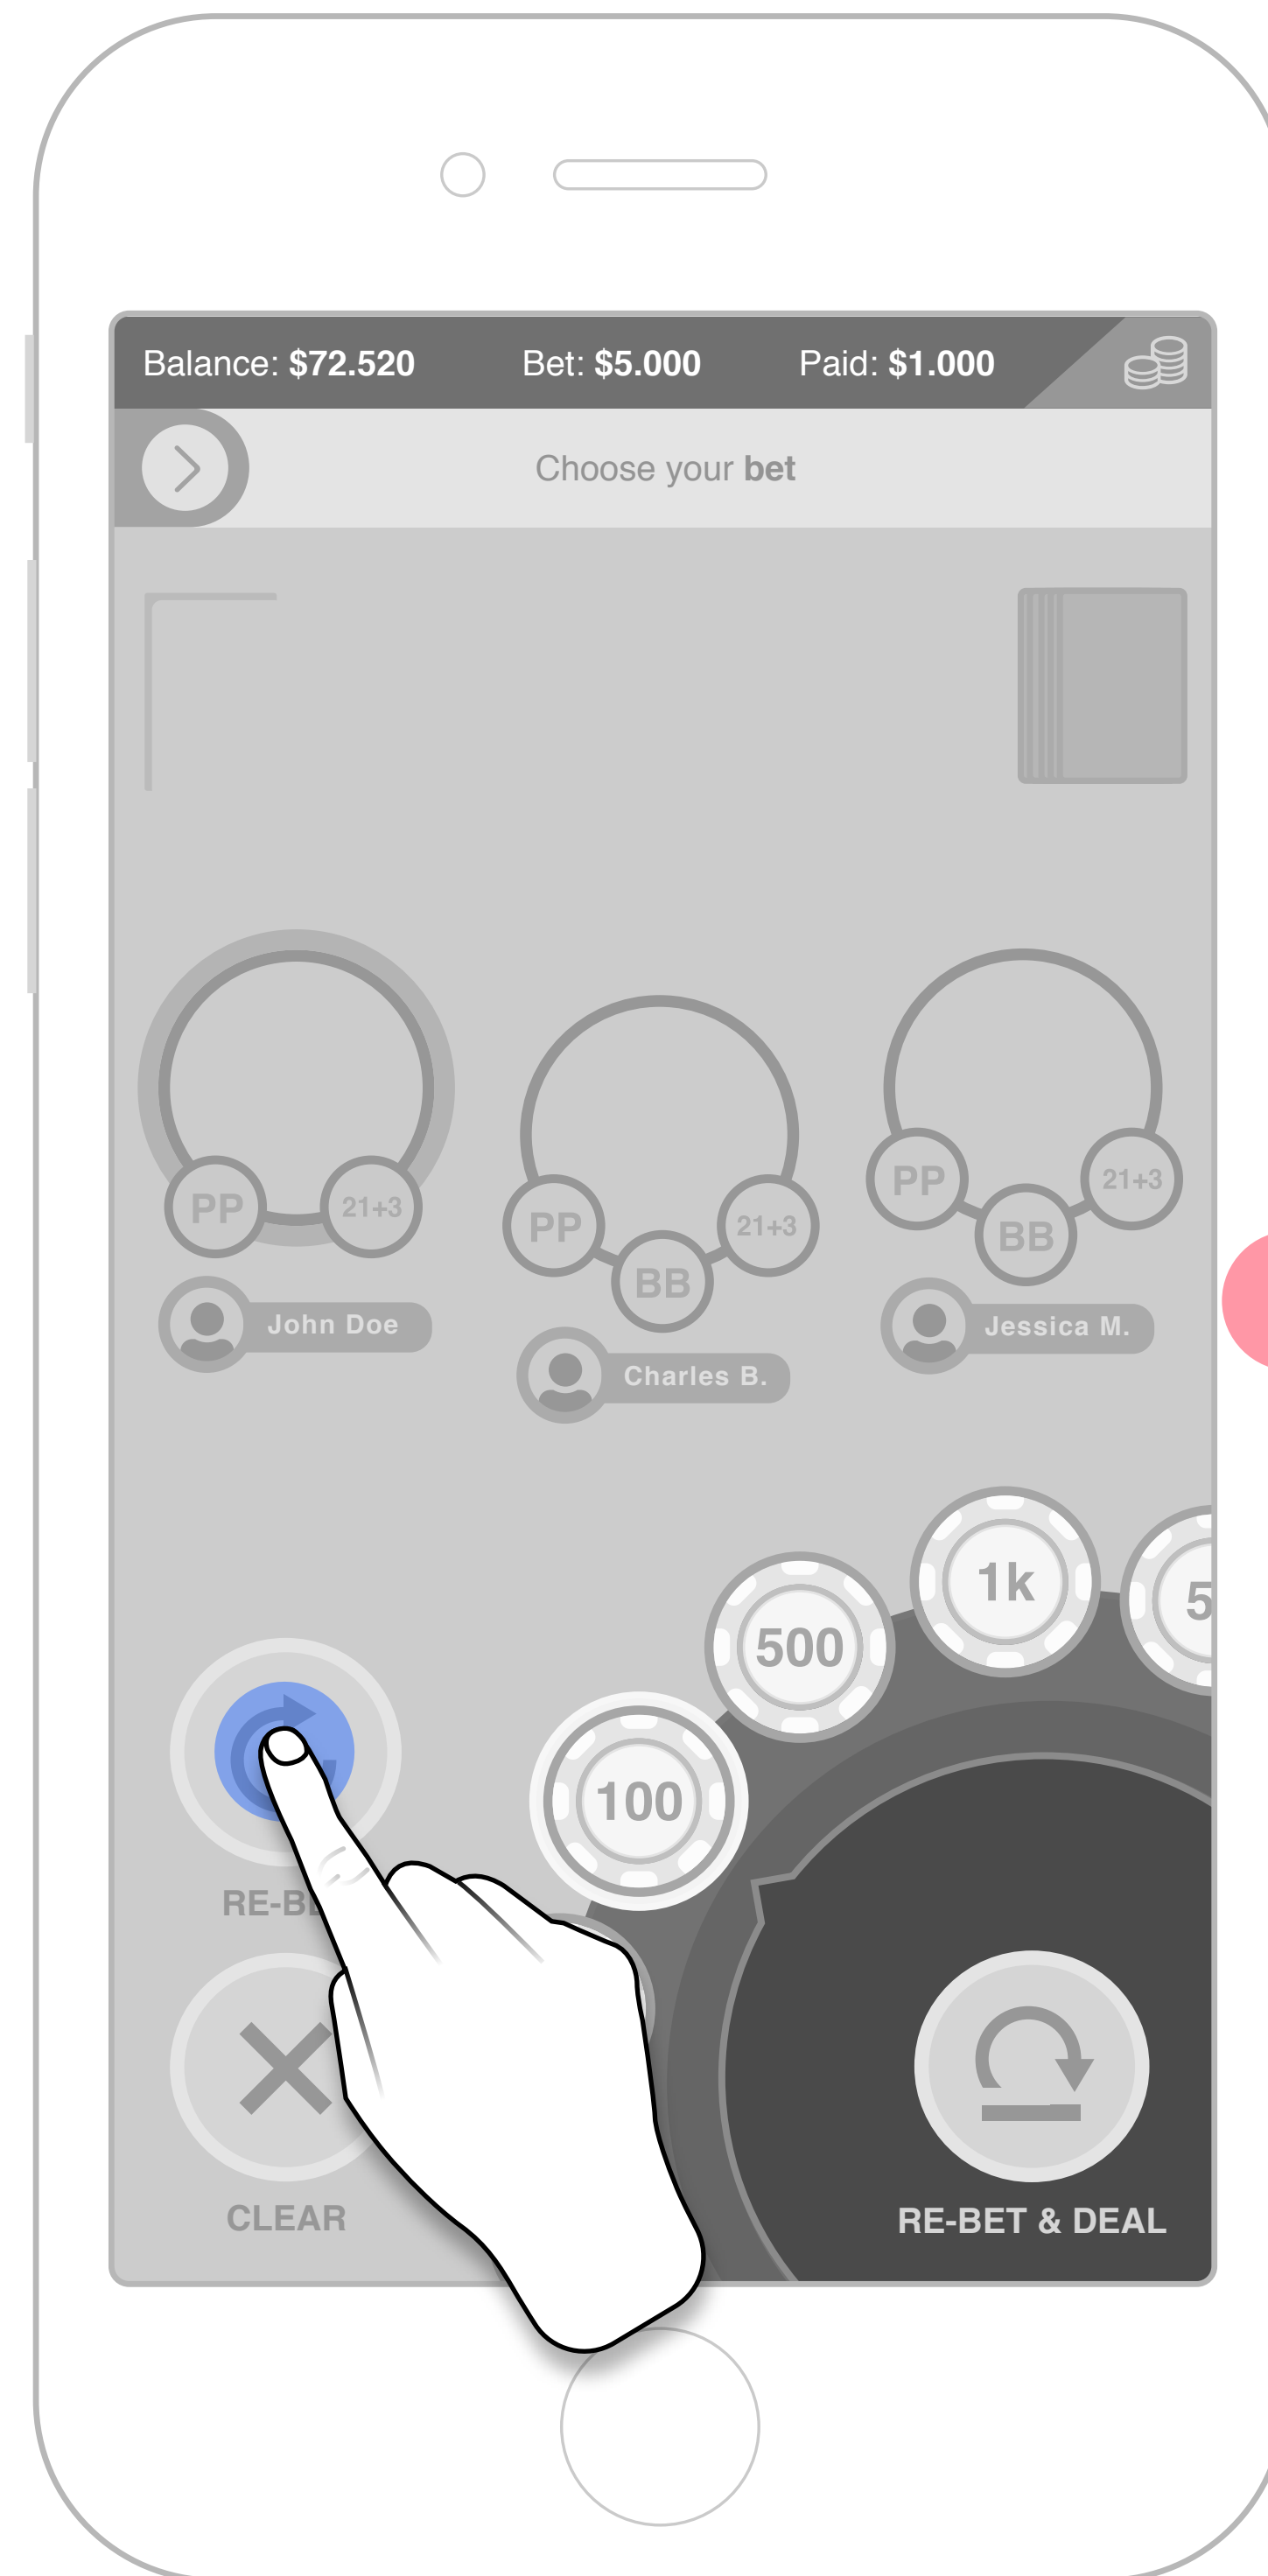 Balance: $72.520 Bet: $5.000 Paid: $1.000
Choose your bet
PP 21+3
PP BB 21+3
PP BB 21+3
John Doe
Charles B.
Jessica M.
1k
500
100
CLEAR
RE-BET & DEAL